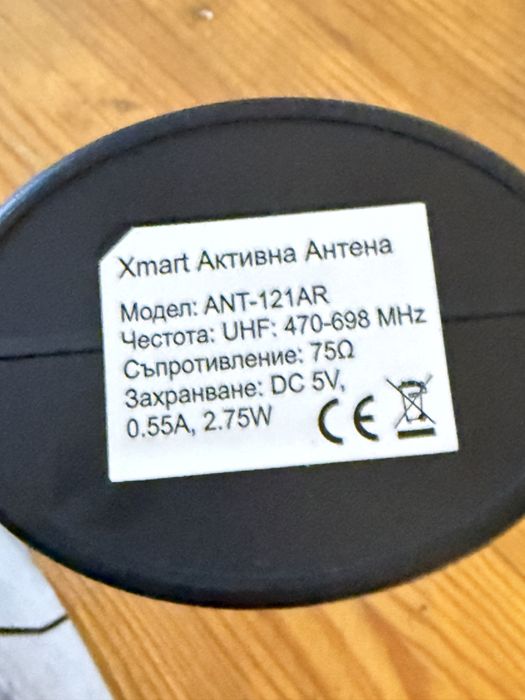 Xmart Активна Антена
Модел: ANT-121AR
Честота: UHF: 470-698 MHz
Съпротивление: 75Ω
Захранване: DC 5V,
0.55A, 2.75W
CE